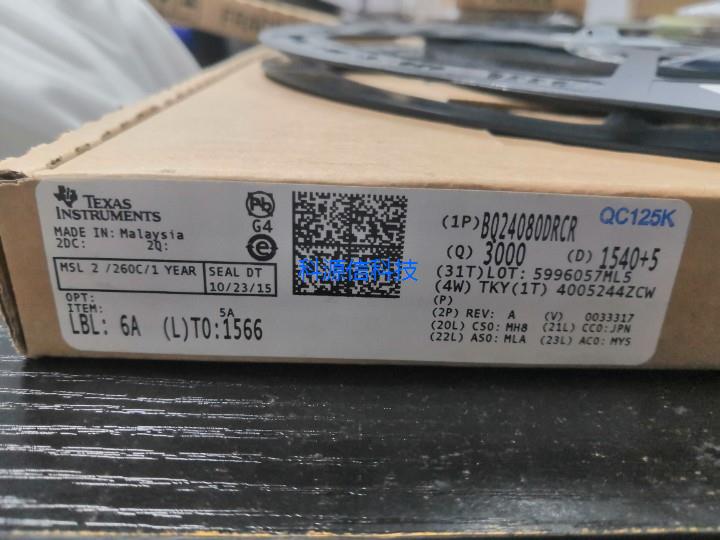 TEXAS
INSTRUMENTS
MADE IN: Malaysia
2DC: 2Q:
MSL 2 /260C/1 YEAR
SEAL DT
10/23/15
OPT:
ITEM:
5A
LBL: 6A (L)TO:1566
Pb
G4
e
(1P)BQ24080DRCR
QC125K
(Q) 3000 (D) 1540+5
(31T)LOT: 5996057ML5
(4W) TKY(1T) 4005244ZCW
(P)
(2P) REV: A (V) 0033317
(20L) CSO: MH8 (21L) CCO:JPN
(22L) ASO: MLA (23L) ACO: MYS
科源信科技